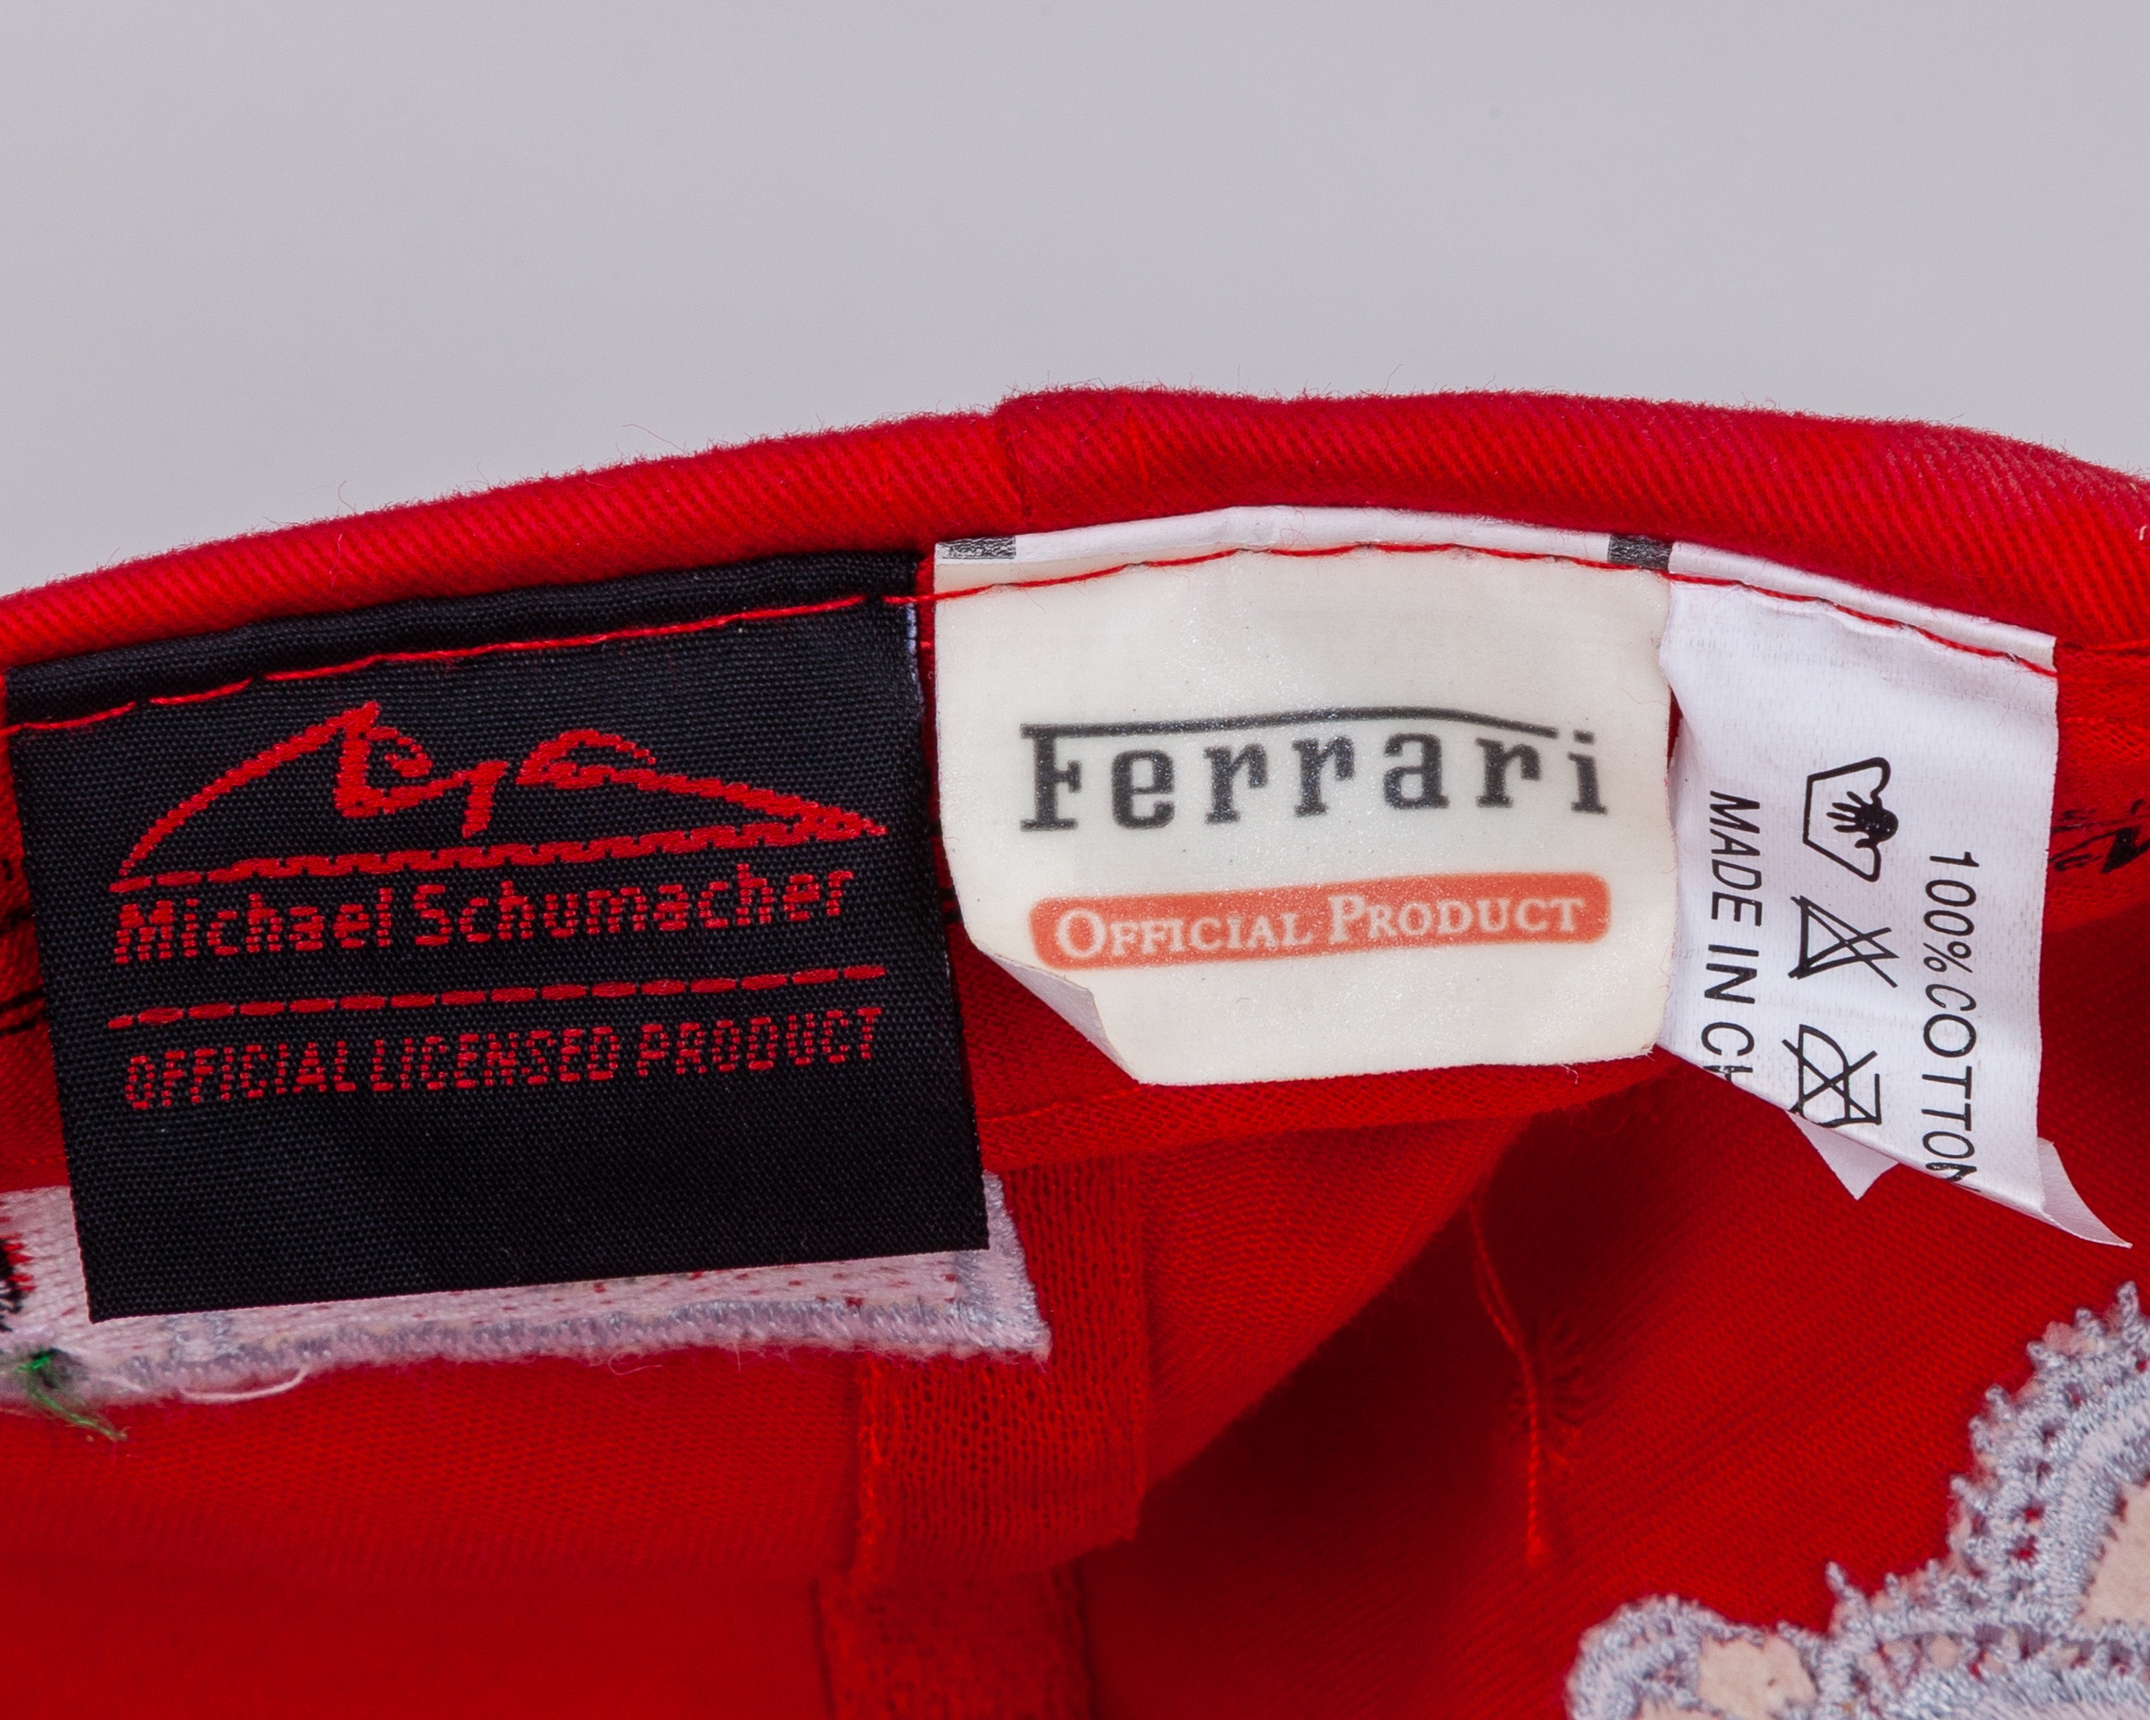 Michael Schumacher
OFFICIAL LICENSED PRODUCT
Ferrari
OFFICIAL PRODUCT
100% COTTON
MADE IN CH